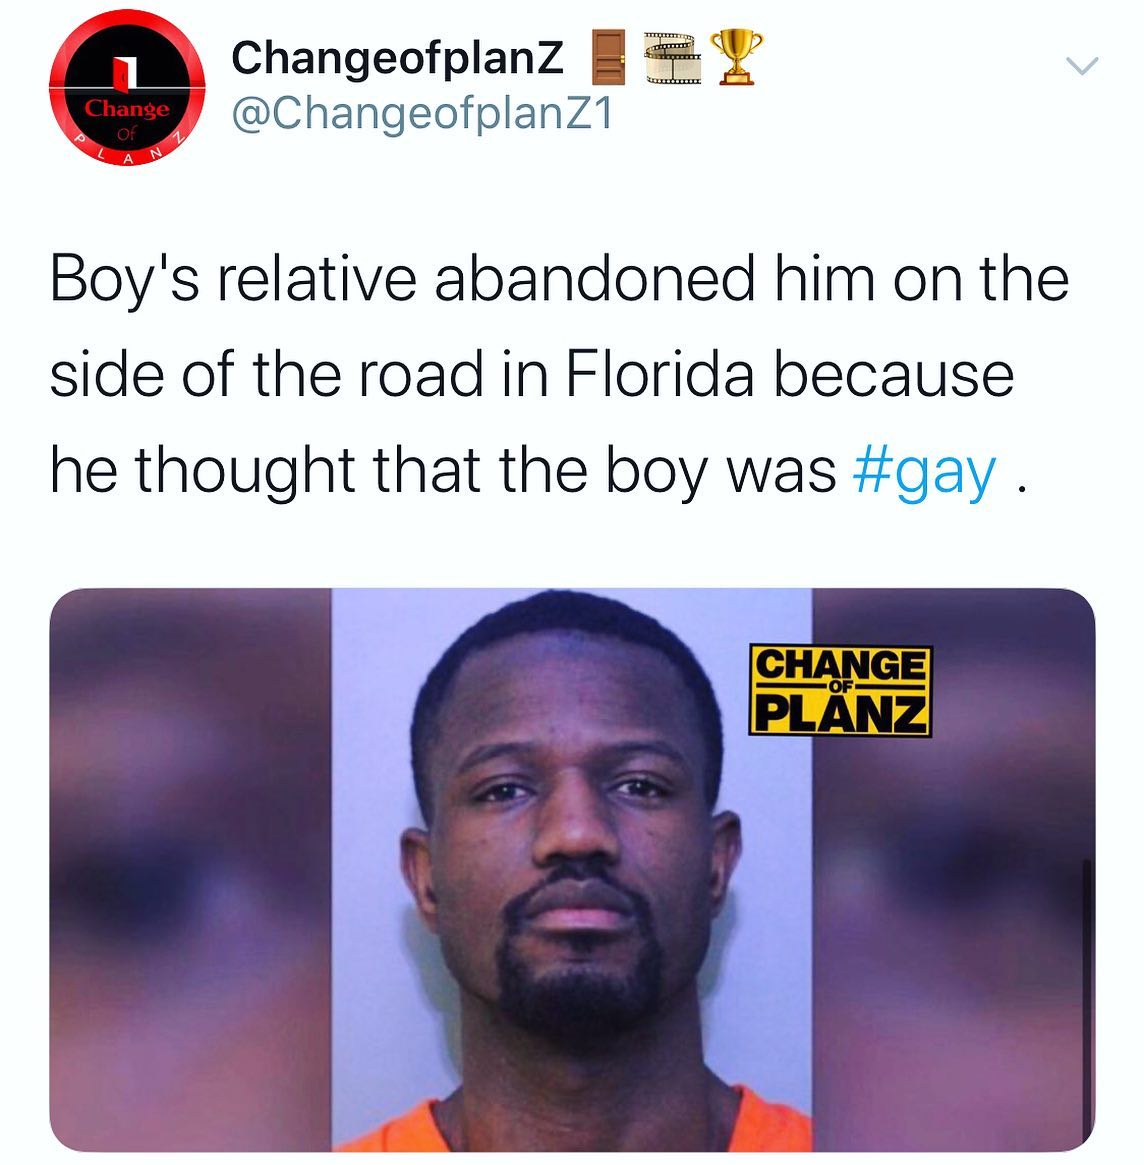 ChangeofplanZ 🚪🎞️🏆
@ChangeofplanZ1
Change
Of
PLANZ
Boy's relative abandoned him on the
side of the road in Florida because
he thought that the boy was #gay .
CHANGE
OF
PLANZ